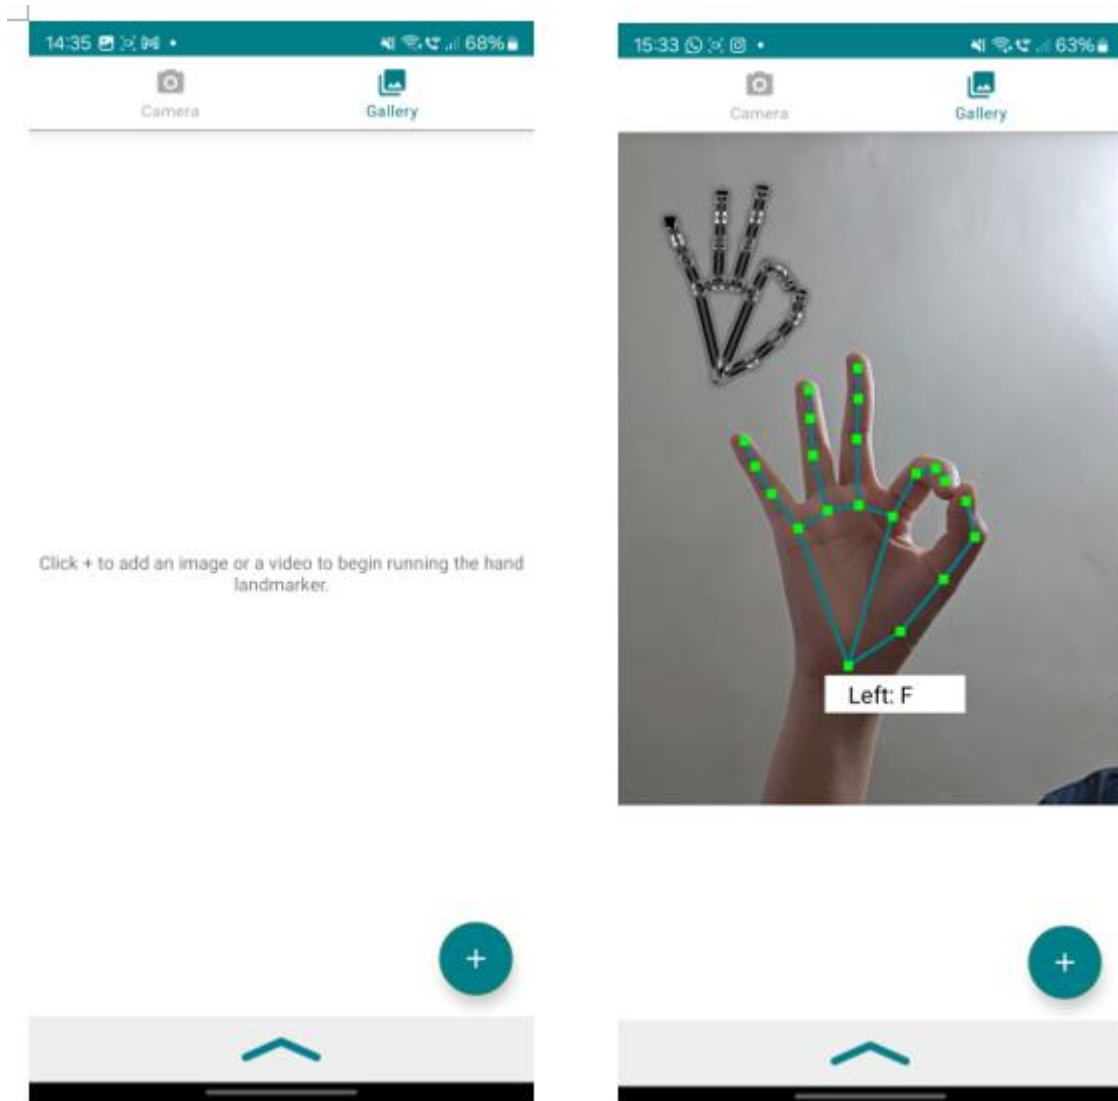 14:35 68%
Camera Gallery
Click + to add an image or a video to begin running the hand
landmarker.
+
15:33 63%
Camera Gallery
Left: F
+